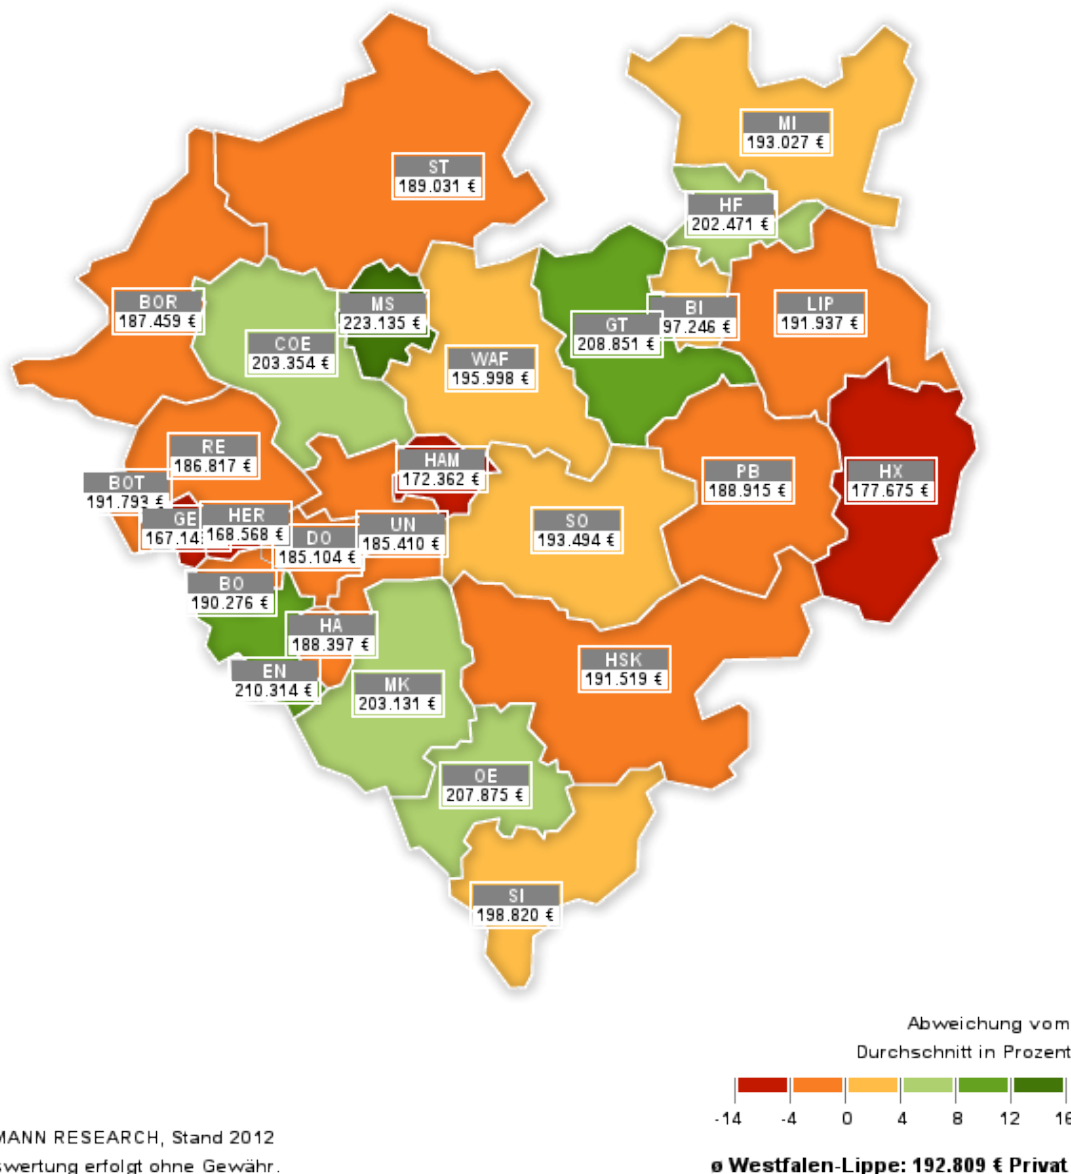 MI
193.027 €
ST
189.031 €
HF
202.471 €
BOR
187.459 €
MS
223.135 €
BI
97.246 €
LIP
191.937 €
GT
208.851 €
COE
203.354 €
WAF
195.998 €
RE
186.817 €
HAM
172.362 €
PB
188.915 €
HX
177.675 €
BOT
191.793 €
GE
167.14
HER
168.568 €
DO
185.104 €
UN
185.410 €
SO
193.494 €
BO
190.276 €
HA
188.397 €
EN
210.314 €
MK
203.131 €
HSK
191.519 €
OE
207.875 €
SI
198.820 €
Abweichung vom
Durchschnitt in Prozent
-14 -4 0 4 8 12 16
MANN RESEARCH, Stand 2012
swertung erfolgt ohne Gewähr.
ø Westfalen-Lippe: 192.809 € Privat